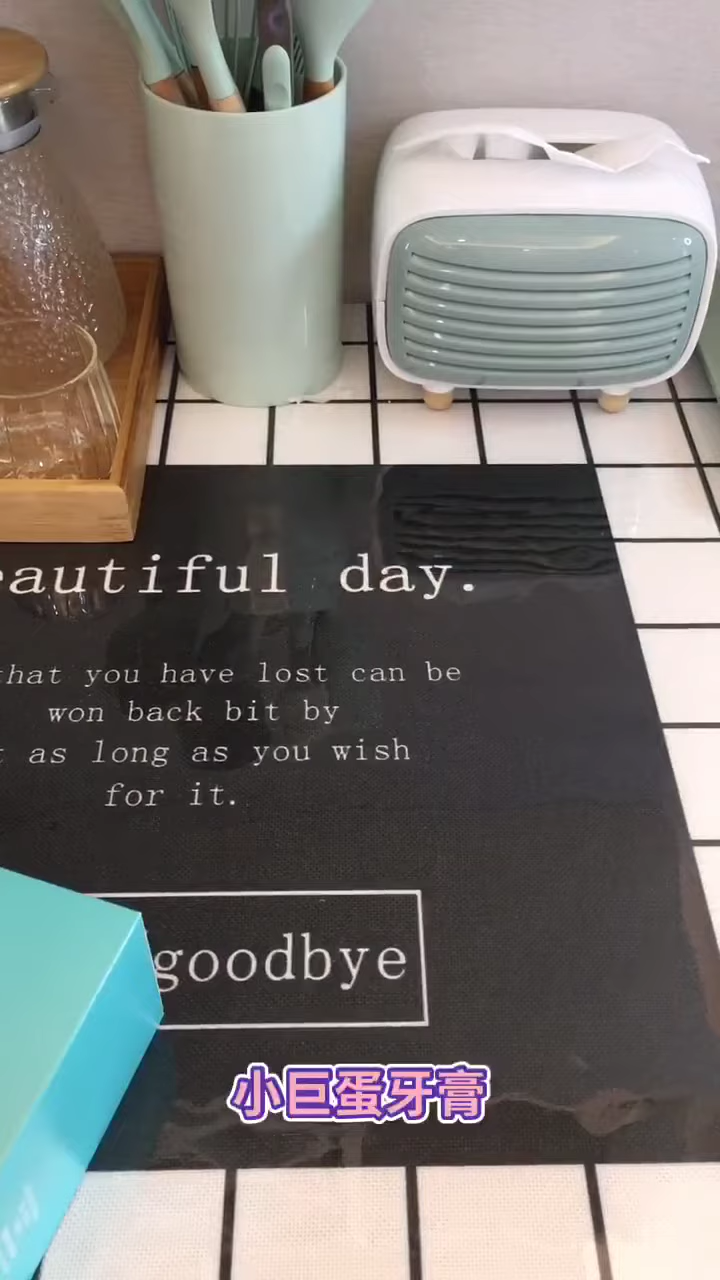 eautiful day.
that you have lost can be
won back bit by
t as long as you wish
for it.
goodbye
小巨蛋牙膏